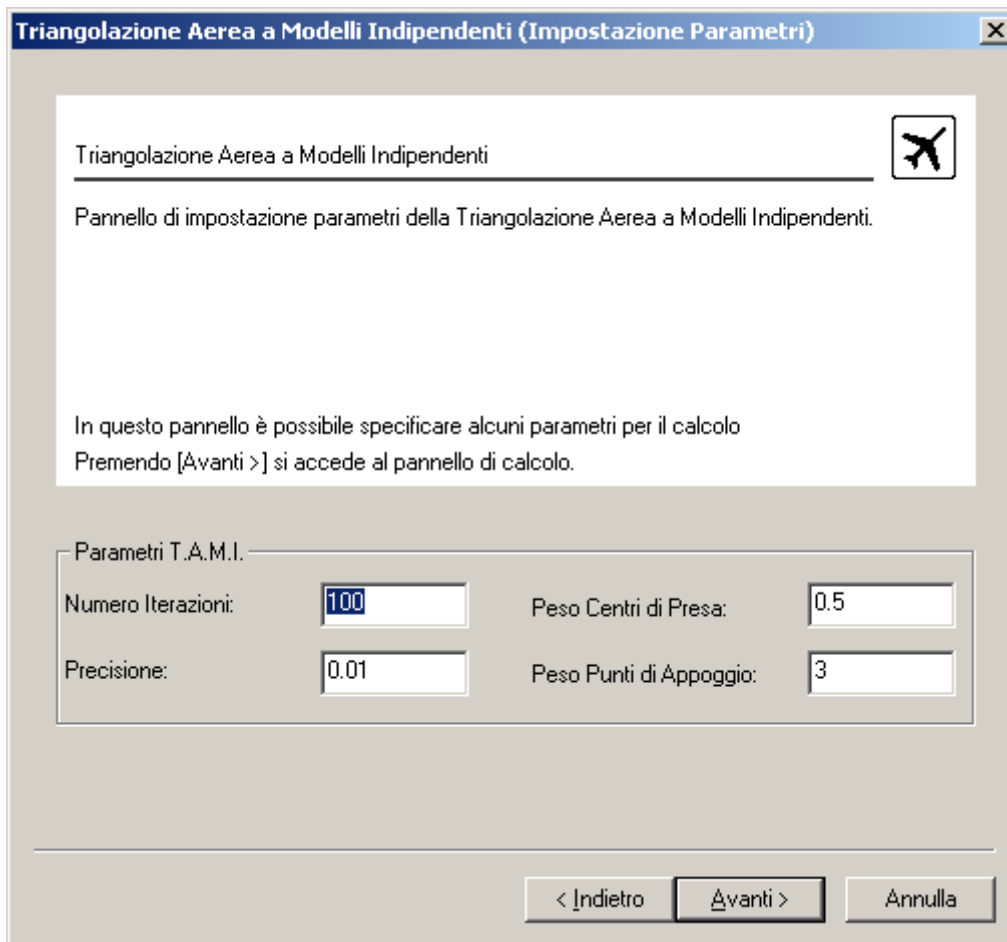 Triangolazione Aerea a Modelli Indipendenti (Impostazione Parametri)
Triangolazione Aerea a Modelli Indipendenti
Pannello di impostazione parametri della Triangolazione Aerea a Modelli Indipendenti.
In questo pannello è possibile specificare alcuni parametri per il calcolo
Premendo [Avanti >] si accede al pannello di calcolo.
Parametri T.A.M.I.
Numero Iterazioni: 100 Peso Centri di Presa: 0.5
Precisione: 0.01 Peso Punti di Appoggio: 3
< Indietro Avanti > Annulla